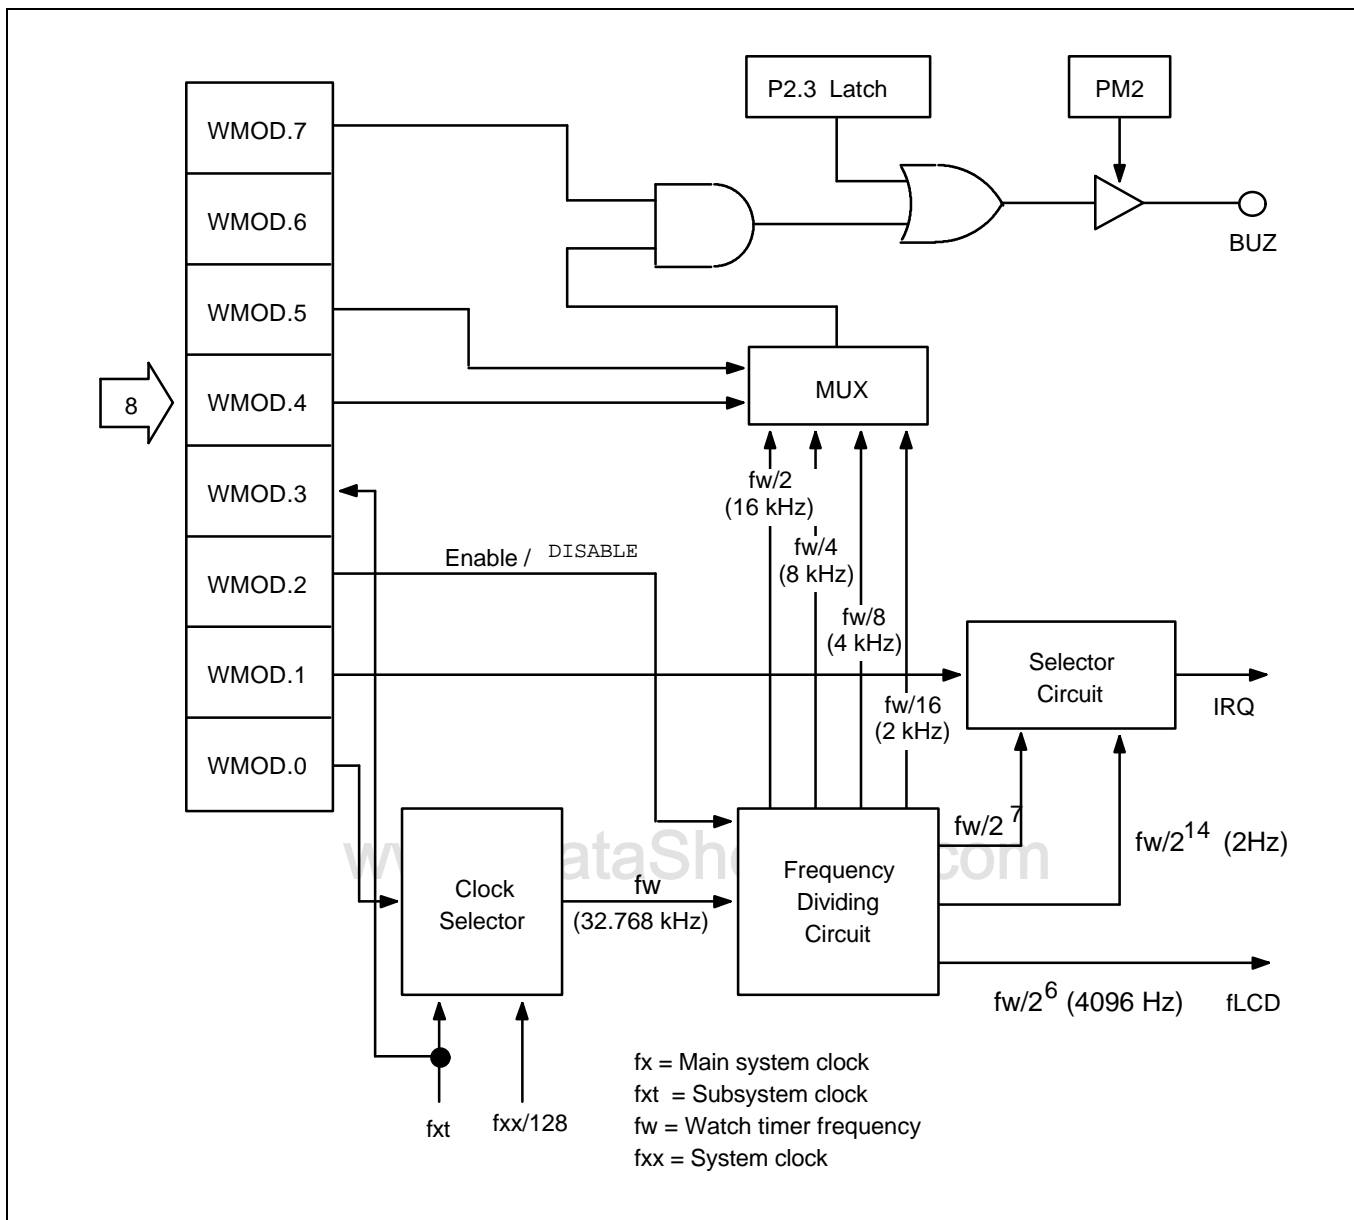 P2.3 Latch
PM2
WMOD.7
WMOD.6
BUZ
WMOD.5
MUX
8
WMOD.4
WMOD.3
fw/2
(16 kHz)
Enable / DISABLE
fw/4
(8 kHz)
WMOD.2
fw/8
(4 kHz)
WMOD.1
Selector
Circuit
fw/16
(2 kHz)
IRQ
WMOD.0
fw/2^7
fw/2^14 (2Hz)
Clock
Selector
fw
(32.768 kHz)
Frequency
Dividing
Circuit
fw/2^6 (4096 Hz)
fLCD
fxt
fxx/128
fx = Main system clock
fxt = Subsystem clock
fw = Watch timer frequency
fxx = System clock